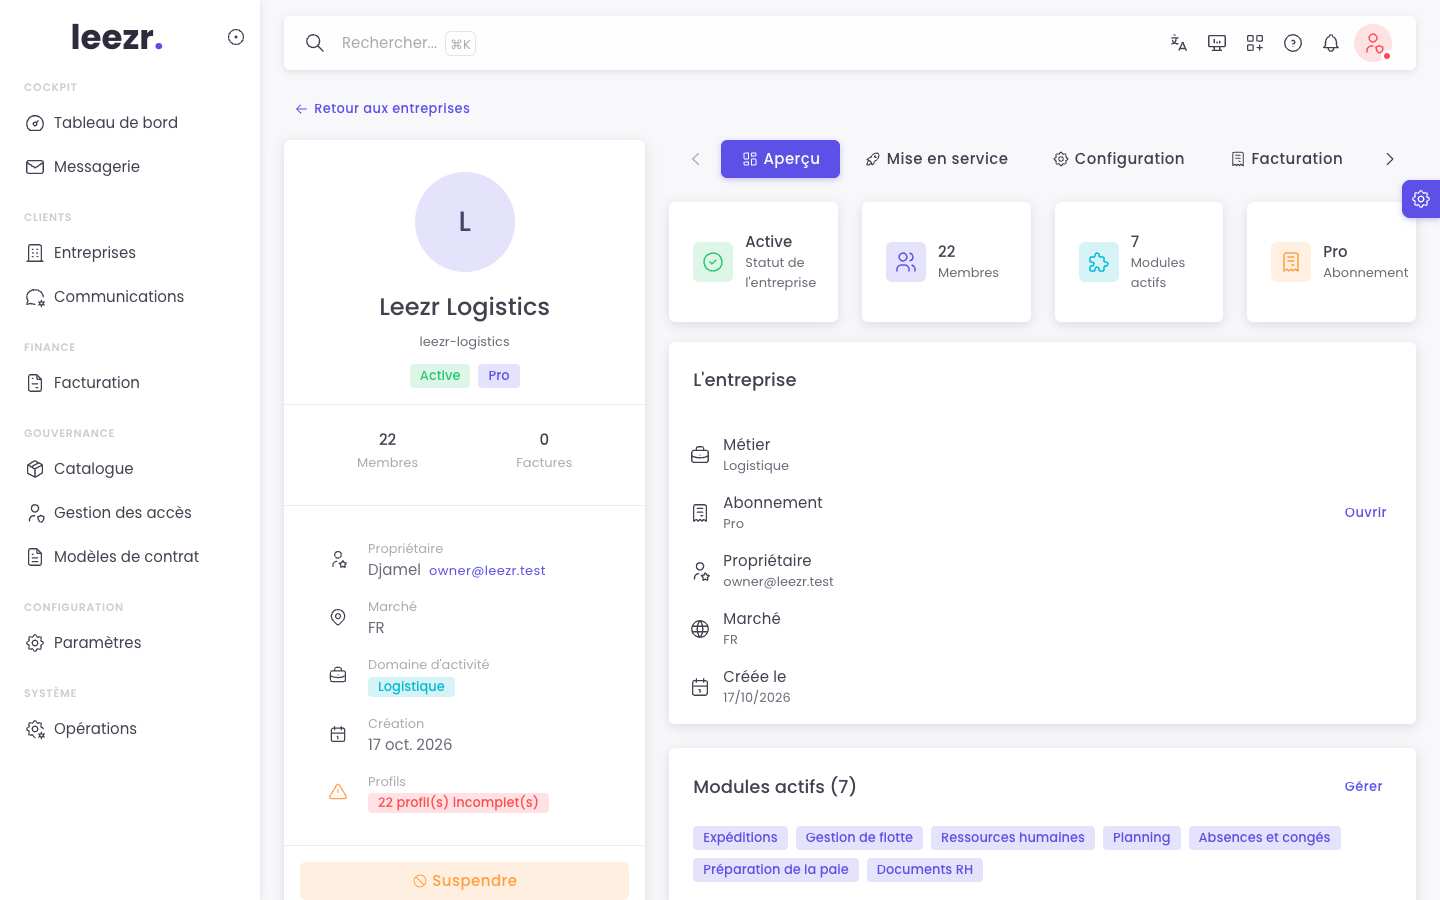 leezr.
COCKPIT
Tableau de bord
Messagerie
CLIENTS
Entreprises
Communications
FINANCE
Facturation
GOUVERNANCE
Catalogue
Gestion des accès
Modèles de contrat
CONFIGURATION
Paramètres
SYSTÈME
Opérations
Rechercher... ⌘K
Retour aux entreprises
L
Leezr Logistics
leezr-logistics
Active Pro
22 0
Membres Factures
Propriétaire
Djamel owner@leezr.test
Marché
FR
Domaine d'activité
Logistique
Création
17 oct. 2026
Profils
22 profil(s) incomplet(s)
Suspendre
Aperçu Mise en service Configuration Facturation
Active
Statut de
l'entreprise
22
Membres
7
Modules
actifs
Pro
Abonnement
L'entreprise
Métier
Logistique
Abonnement
Pro
Ouvrir
Propriétaire
owner@leezr.test
Marché
FR
Créée le
17/10/2026
Modules actifs (7) Gérer
Expéditions Gestion de flotte Ressources humaines Planning Absences et congés
Préparation de la paie Documents RH